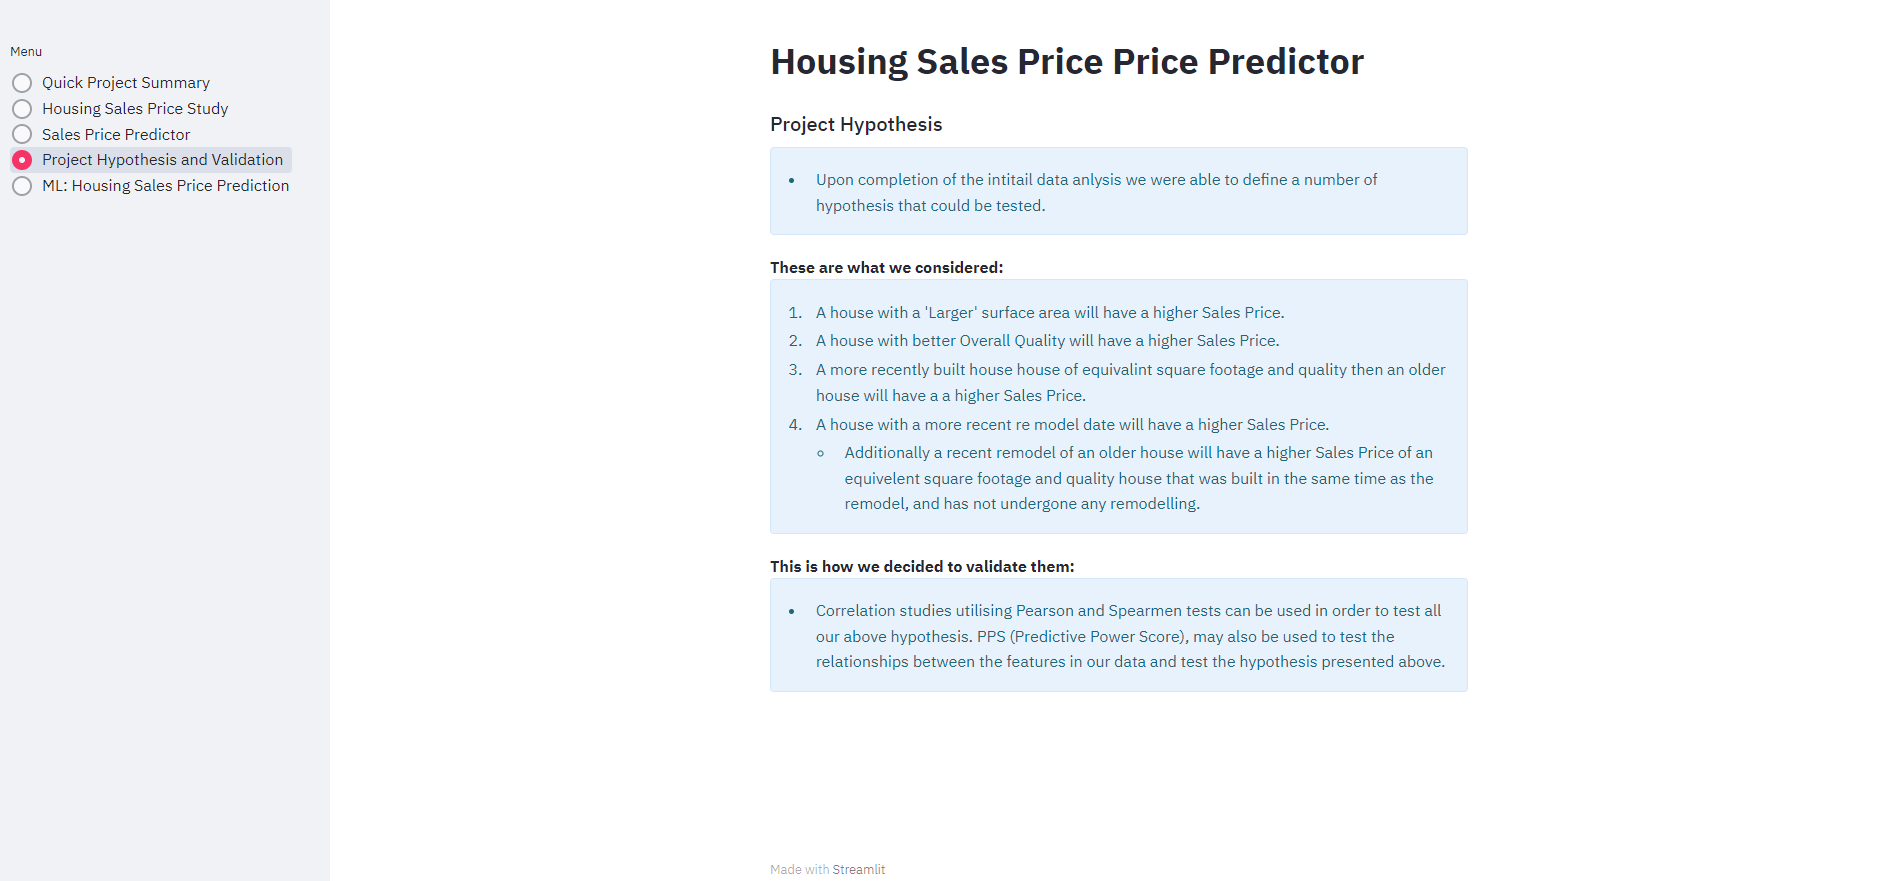 Menu
Quick Project Summary
Housing Sales Price Study
Sales Price Predictor
Project Hypothesis and Validation
ML: Housing Sales Price Prediction
Housing Sales Price Price Predictor
Project Hypothesis
• Upon completion of the intitail data anlysis we were able to define a number of
hypothesis that could be tested.
These are what we considered:
1. A house with a 'Larger' surface area will have a higher Sales Price.
2. A house with better Overall Quality will have a higher Sales Price.
3. A more recently built house house of equivalint square footage and quality then an older
house will have a a higher Sales Price.
4. A house with a more recent re model date will have a higher Sales Price.
◦ Additionally a recent remodel of an older house will have a higher Sales Price of an
equivelent square footage and quality house that was built in the same time as the
remodel, and has not undergone any remodelling.
This is how we decided to validate them:
• Correlation studies utilising Pearson and Spearmen tests can be used in order to test all
our above hypothesis. PPS (Predictive Power Score), may also be used to test the
relationships between the features in our data and test the hypothesis presented above.
Made with Streamlit